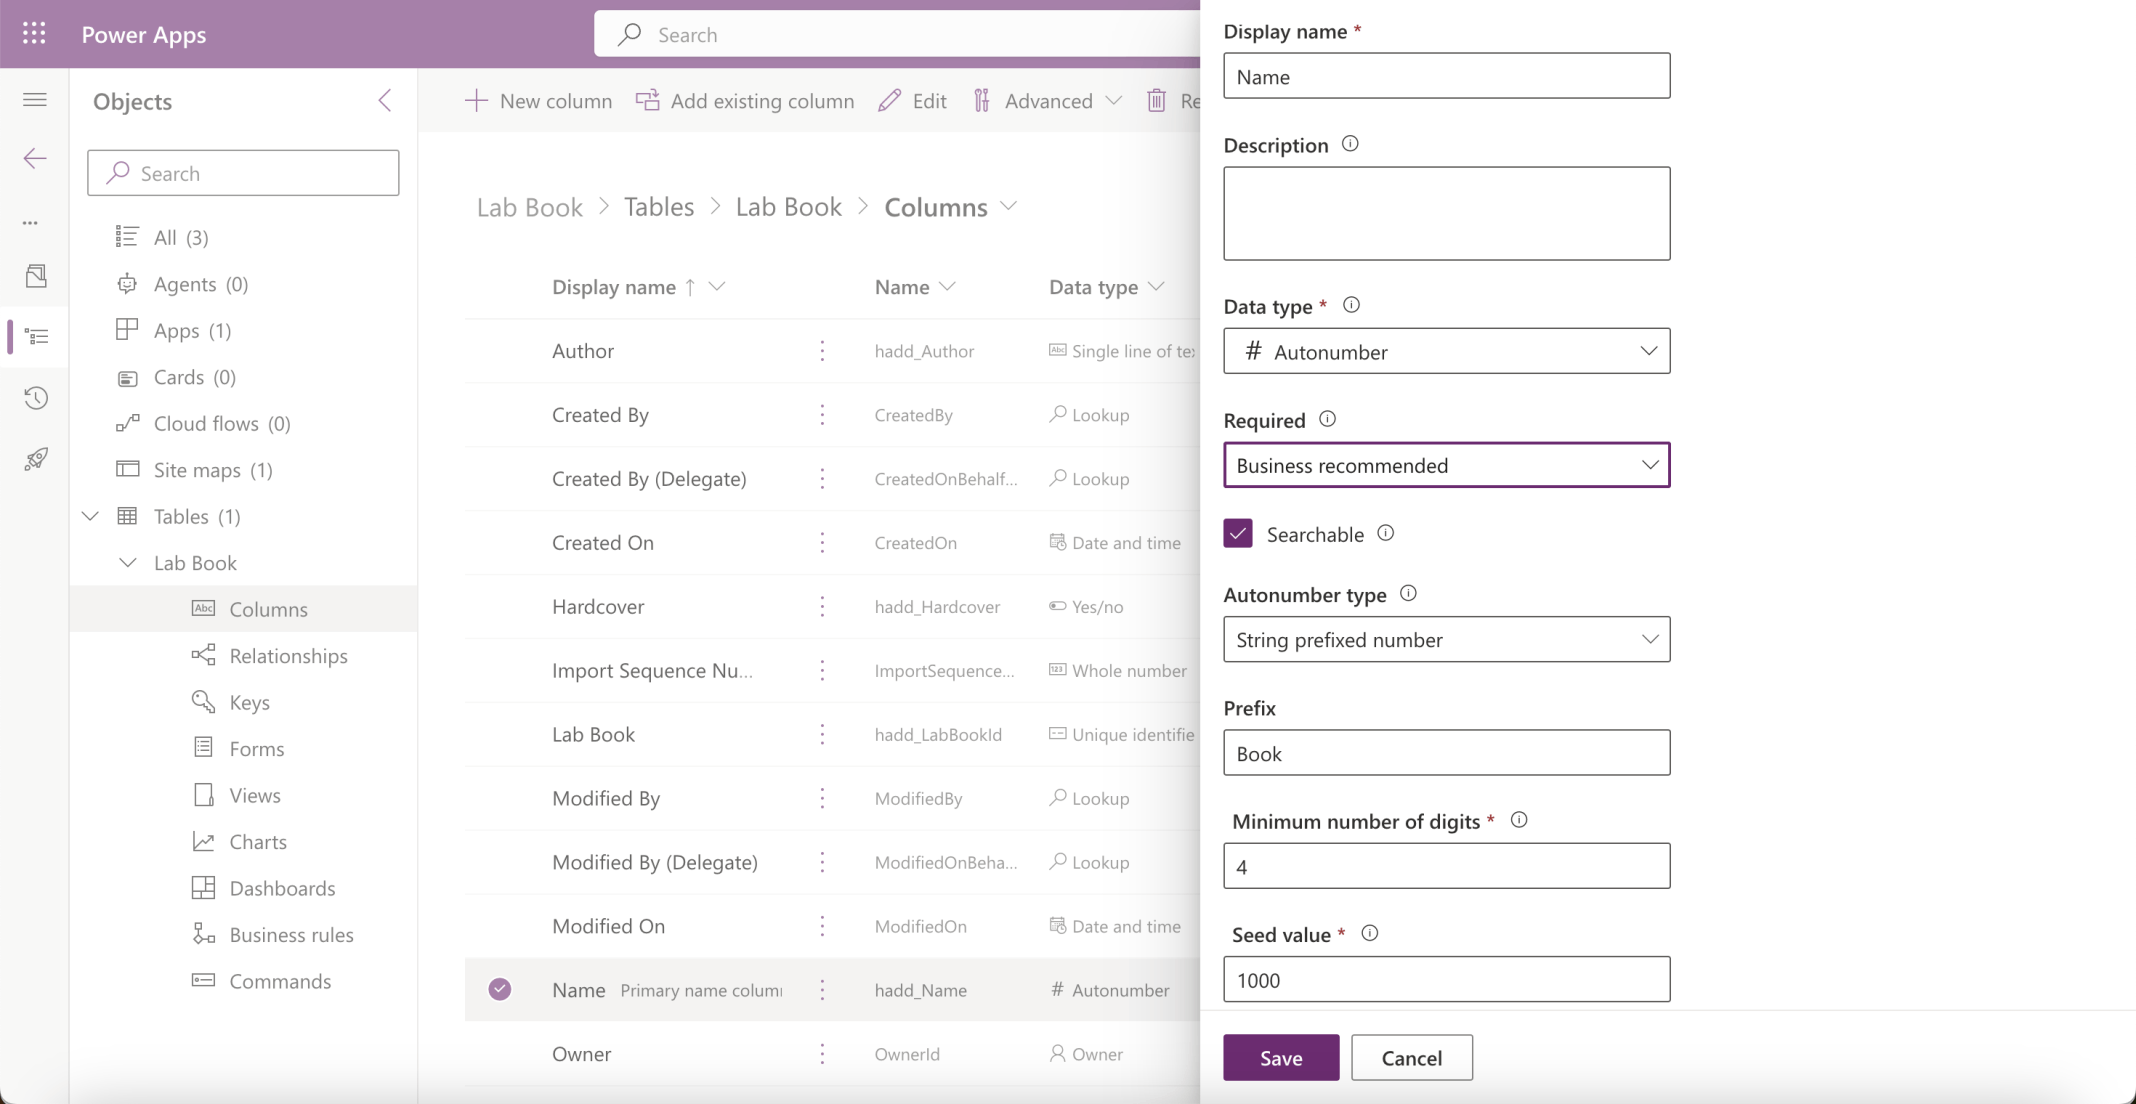 Power Apps
Search
Objects
Search
All (3)
Agents (0)
Apps (1)
Cards (0)
Cloud flows (0)
Site maps (1)
Tables (1)
Lab Book
Abc Columns
Relationships
Keys
Forms
Views
Charts
Dashboards
Business rules
Commands
New column Add existing column Edit Advanced Re
Lab Book > Tables > Lab Book > Columns
Display name ↑ Name Data type
Author hadd_Author Abc Single line of te
Created By CreatedBy Lookup
Created By (Delegate) CreatedOnBehalf... Lookup
Created On CreatedOn Date and time
Hardcover hadd_Hardcover Yes/no
Import Sequence Nu... ImportSequence... 123 Whole number
Lab Book hadd_LabBookId Unique identifie
Modified By ModifiedBy Lookup
Modified By (Delegate) ModifiedOnBeha... Lookup
Modified On ModifiedOn Date and time
Name Primary name colum hadd_Name # Autonumber
Owner OwnerId Owner
Display name *
Name
Description
Data type *
# Autonumber
Required
Business recommended
Searchable
Autonumber type
String prefixed number
Prefix
Book
Minimum number of digits *
4
Seed value *
1000
Save Cancel